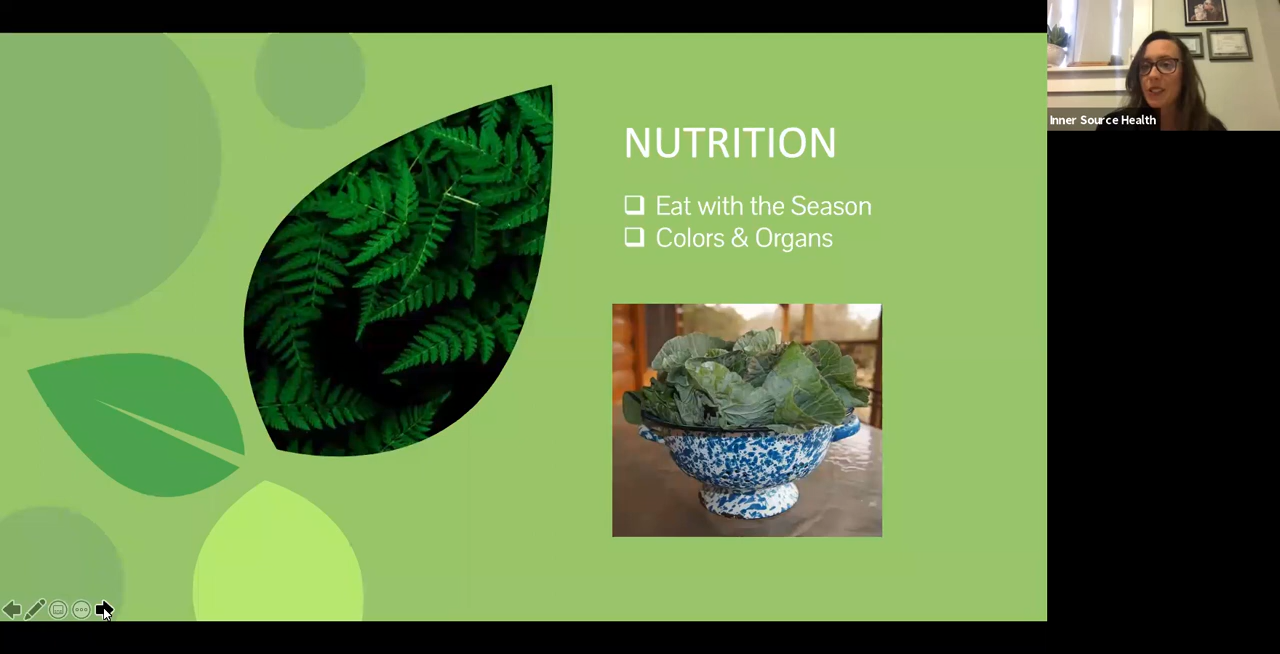 NUTRITION
Eat with the Season
Colors & Organs
Inner Source Health